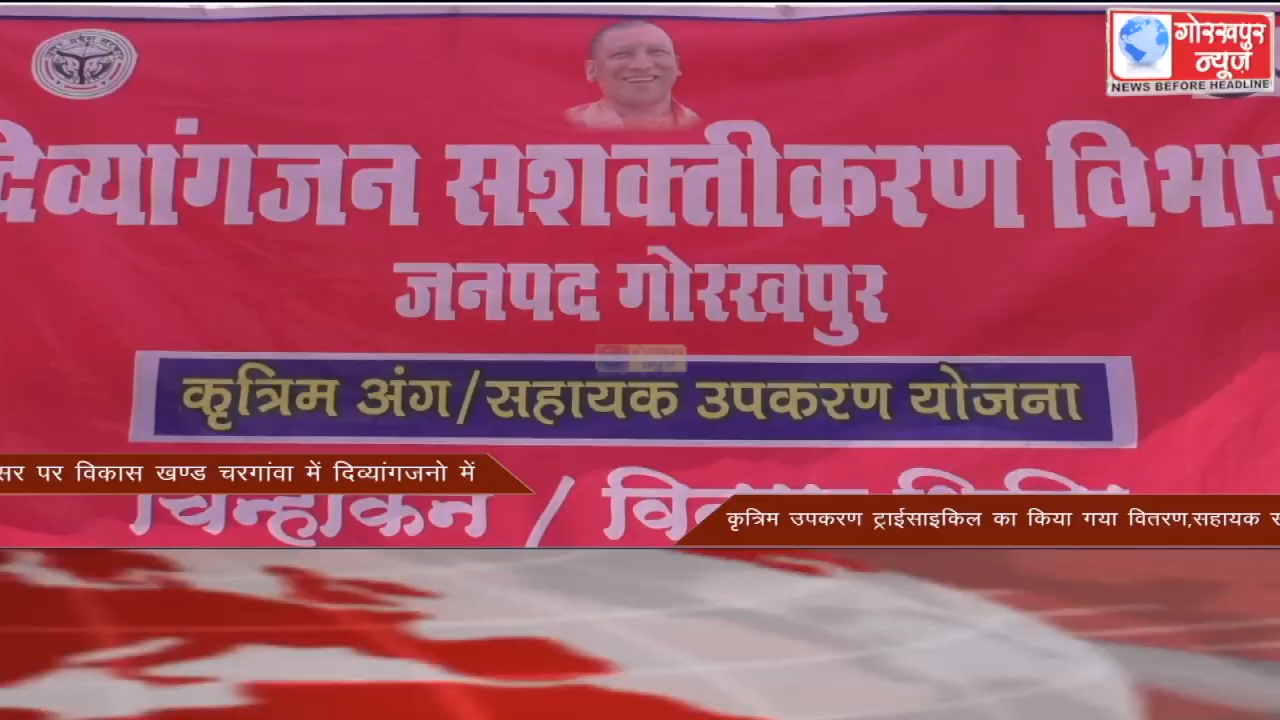 गोरखपुर
न्यूज़
NEWS BEFORE HEADLINE
दिव्यांगजन सशक्तीकरण
जनपद गोरखपुर
कृत्रिम अंग/सहायक उपकरण योजना
पर विकास खण्ड चरगांवा में दिव्यांगजनो में
चिन्हांकन /
कृत्रिम उपकरण ट्राईसाइकिल का किया गया वितरण,सहायक